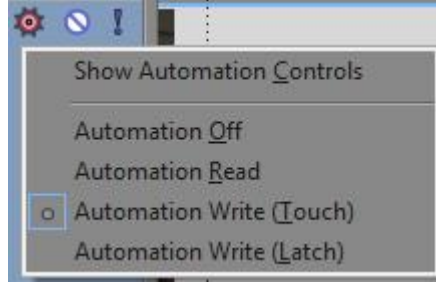 Show Automation Controls
Automation Off
Automation Read
Automation Write (Touch)
Automation Write (Latch)